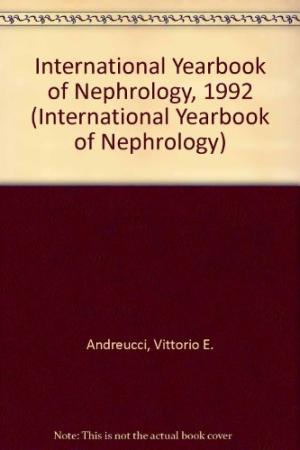 International Yearbook
of Nephrology, 1992
(International Yearbook
of Nephrology)
Andreucci, Vittorio E.
Note: This is not the actual book cover